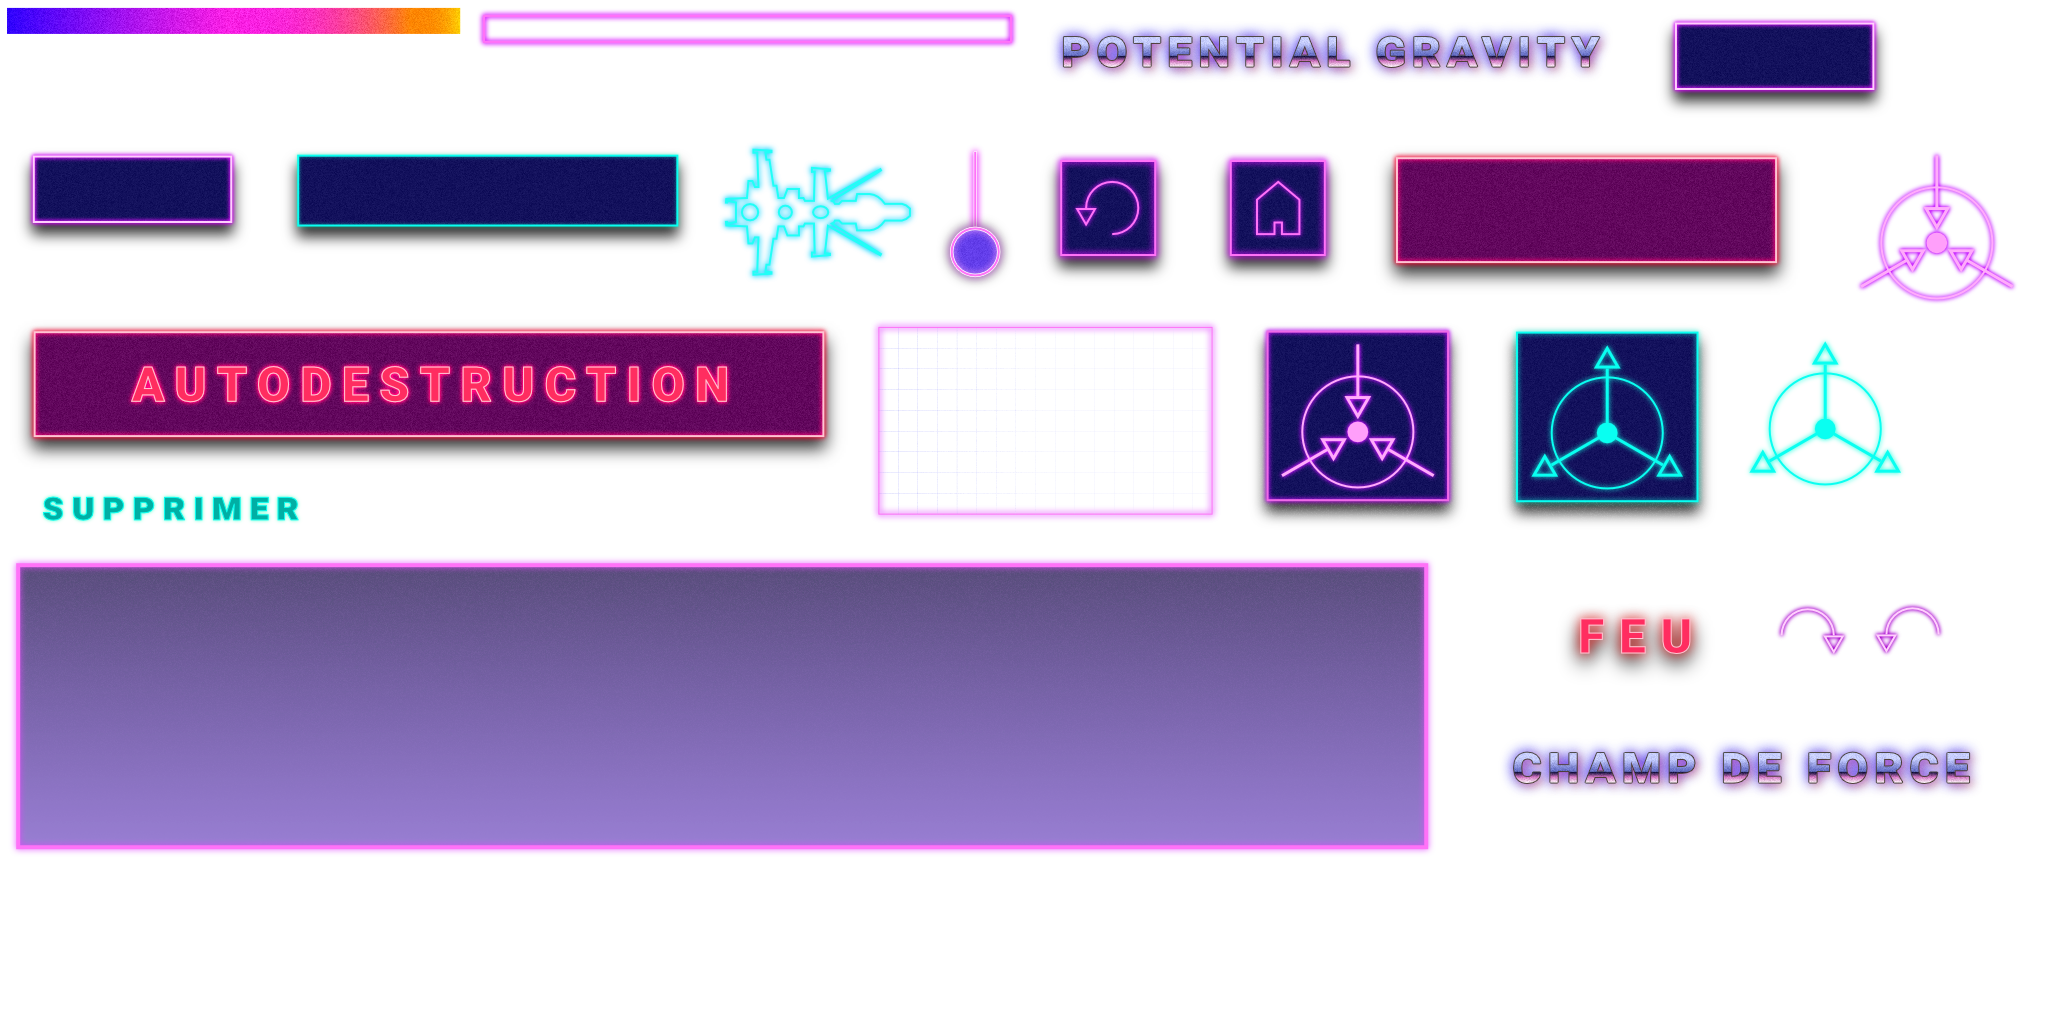 POTENTIAL GRAVITY
AUTODESTRUCTION
SUPPRIMER
FEU
CHAMP DE FORCE